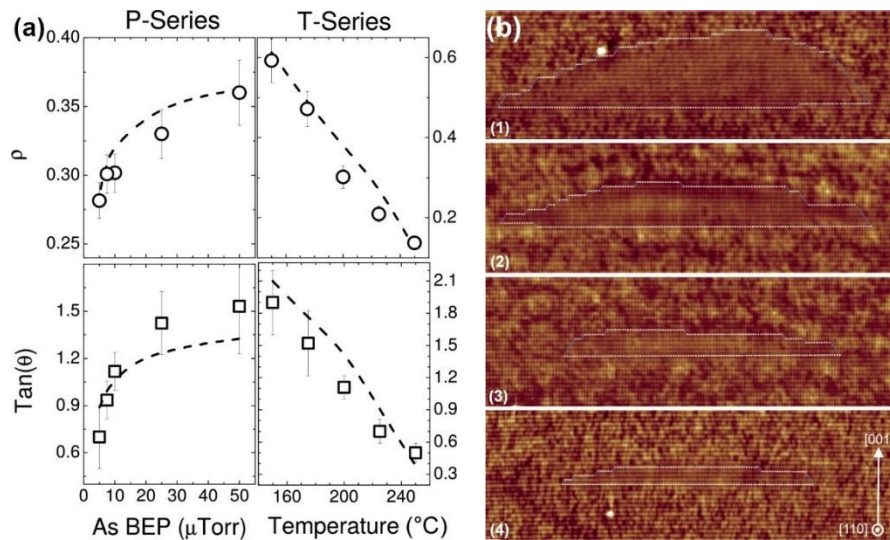 (a)
P-Series
T-Series
0.40
0.35
0.30
0.25
ρ
0.6
0.4
0.2
1.5
1.2
0.9
0.6
Tan(θ)
2.1
1.8
1.5
1.2
0.9
0.6
0.3
0 10 20 30 40 50
As BEP (μTorr)
150 200 250
Temperature (°C)
(b)
(1)
(2)
(3)
(4)
[001]
[110]